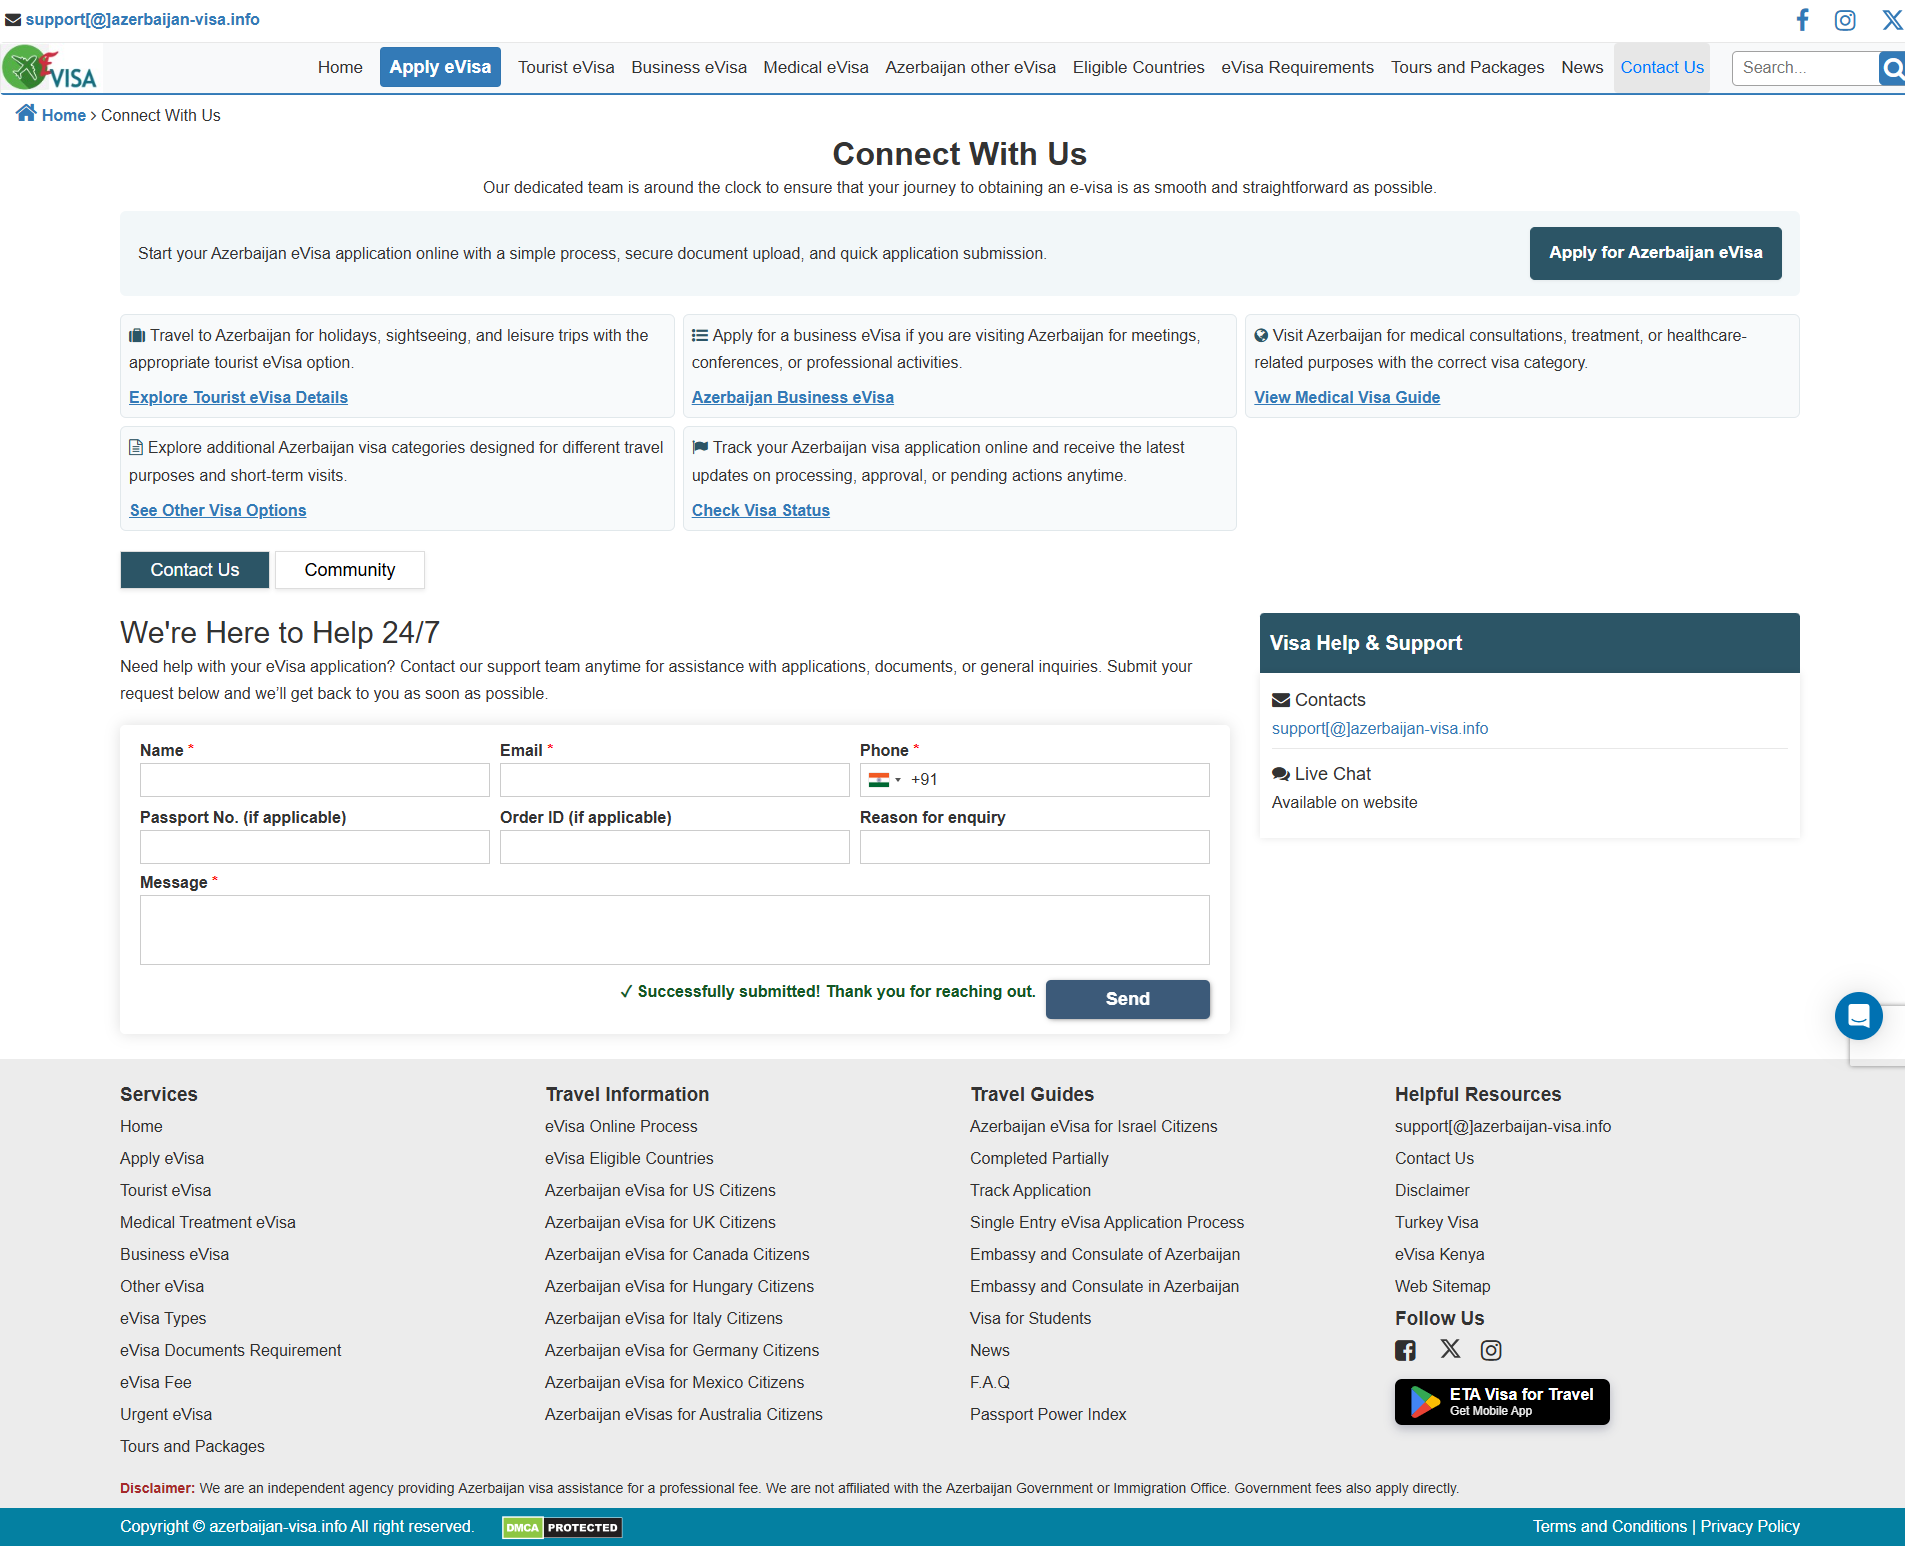 support[@]azerbaijan-visa.info
EVISA
Home
Apply eVisa
Tourist eVisa
Business eVisa
Medical eVisa
Azerbaijan other eVisa
Eligible Countries
eVisa Requirements
Tours and Packages
News
Contact Us
Search...
Home › Connect With Us
Connect With Us
Our dedicated team is around the clock to ensure that your journey to obtaining an e-visa is as smooth and straightforward as possible.
Start your Azerbaijan eVisa application online with a simple process, secure document upload, and quick application submission.
Apply for Azerbaijan eVisa
Travel to Azerbaijan for holidays, sightseeing, and leisure trips with the
appropriate tourist eVisa option.
Explore Tourist eVisa Details
Apply for a business eVisa if you are visiting Azerbaijan for meetings,
conferences, or professional activities.
Azerbaijan Business eVisa
Visit Azerbaijan for medical consultations, treatment, or healthcare-
related purposes with the correct visa category.
View Medical Visa Guide
Explore additional Azerbaijan visa categories designed for different travel
purposes and short-term visits.
See Other Visa Options
Track your Azerbaijan visa application online and receive the latest
updates on processing, approval, or pending actions anytime.
Check Visa Status
Contact Us
Community
We're Here to Help 24/7
Need help with your eVisa application? Contact our support team anytime for assistance with applications, documents, or general inquiries. Submit your
request below and we’ll get back to you as soon as possible.
Name *
Email *
Phone *
+91
Passport No. (if applicable)
Order ID (if applicable)
Reason for enquiry
Message *
✓ Successfully submitted! Thank you for reaching out.
Send
Visa Help & Support
Contacts
support[@]azerbaijan-visa.info
Live Chat
Available on website
Services
Home
Apply eVisa
Tourist eVisa
Medical Treatment eVisa
Business eVisa
Other eVisa
eVisa Types
eVisa Documents Requirement
eVisa Fee
Urgent eVisa
Tours and Packages
Travel Information
eVisa Online Process
eVisa Eligible Countries
Azerbaijan eVisa for US Citizens
Azerbaijan eVisa for UK Citizens
Azerbaijan eVisa for Canada Citizens
Azerbaijan eVisa for Hungary Citizens
Azerbaijan eVisa for Italy Citizens
Azerbaijan eVisa for Germany Citizens
Azerbaijan eVisa for Mexico Citizens
Azerbaijan eVisas for Australia Citizens
Travel Guides
Azerbaijan eVisa for Israel Citizens
Completed Partially
Track Application
Single Entry eVisa Application Process
Embassy and Consulate of Azerbaijan
Embassy and Consulate in Azerbaijan
Visa for Students
News
F.A.Q
Passport Power Index
Helpful Resources
support[@]azerbaijan-visa.info
Contact Us
Disclaimer
Turkey Visa
eVisa Kenya
Web Sitemap
Follow Us
ETA Visa for Travel
Get Mobile App
Disclaimer: We are an independent agency providing Azerbaijan visa assistance for a professional fee. We are not affiliated with the Azerbaijan Government or Immigration Office. Government fees also apply directly.
Copyright © azerbaijan-visa.info All right reserved.
DMCA PROTECTED
Terms and Conditions | Privacy Policy